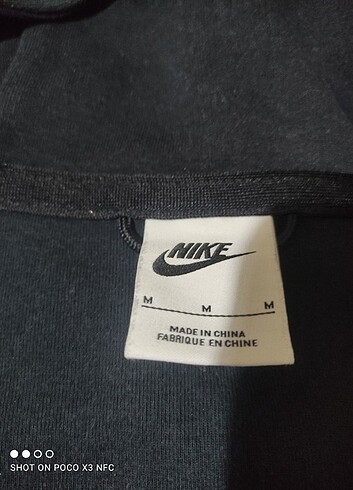 NIKE
M M M
MADE IN CHINA
FABRIQUE EN CHINE
SHOT ON POCO X3 NFC